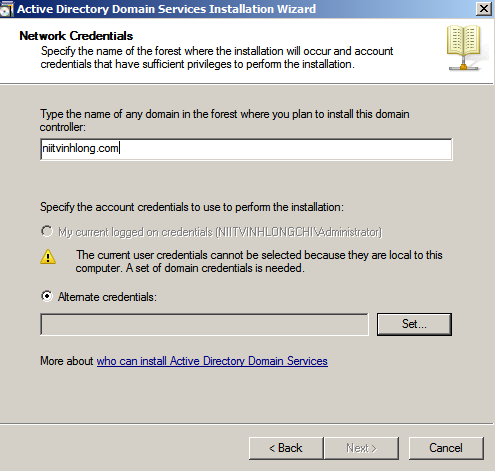 Active Directory Domain Services Installation Wizard
Network Credentials
Specify the name of the forest where the installation will occur and account
credentials that have sufficient privileges to perform the installation.
Type the name of any domain in the forest where you plan to install this domain
controller:
niitvinhlong.com
Specify the account credentials to use to perform the installation:
My current logged on credentials (NIITVINHLONGCHI\Administrator)
The current user credentials cannot be selected because they are local to this
computer. A set of domain credentials is needed.
Alternate credentials:
Set...
More about who can install Active Directory Domain Services
< Back
Next >
Cancel